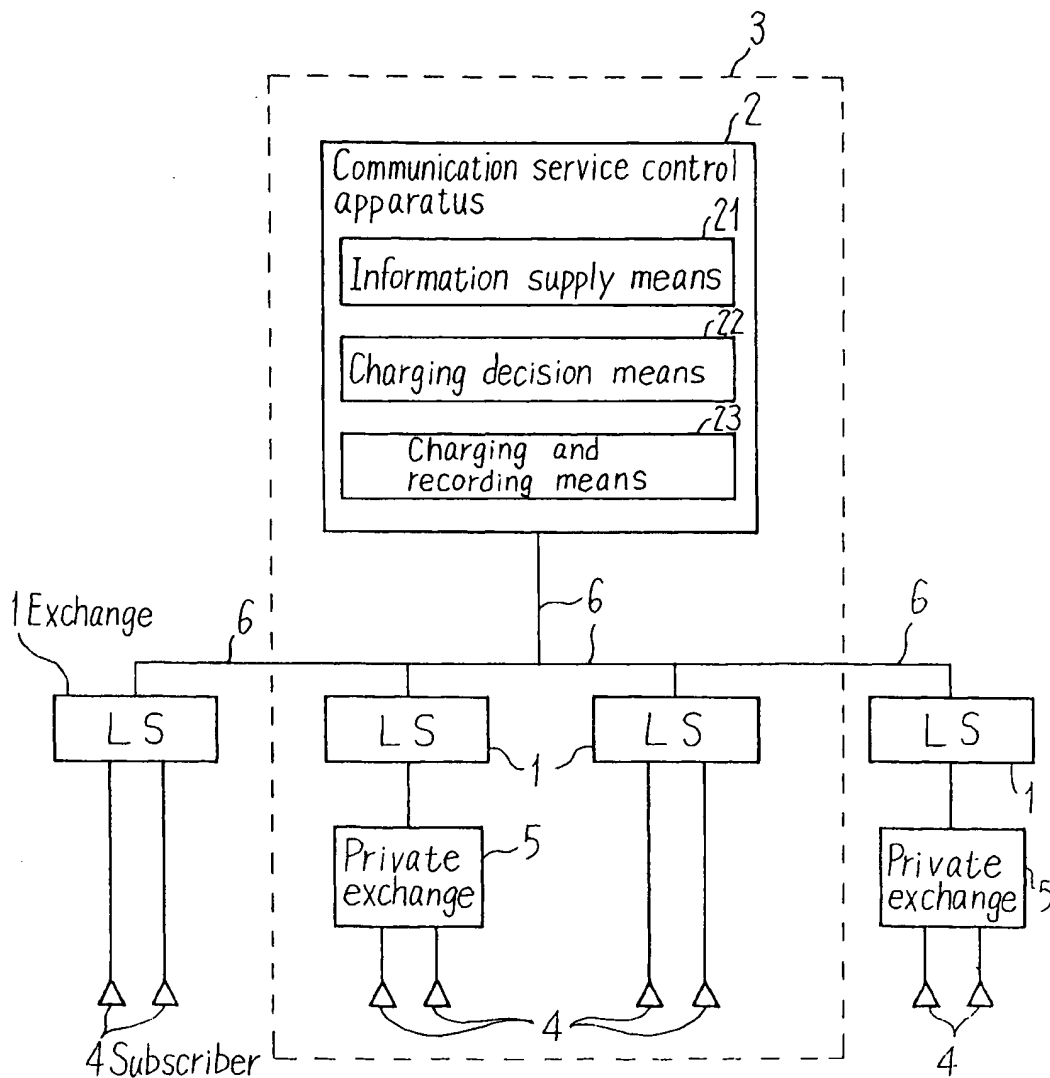 3
2
Communication service control
apparatus
21
Information supply means
22
Charging decision means
23
Charging and
recording means
1 Exchange
6
6
6
LS
LS
LS
LS
1
1
Private
exchange
5
Private
exchange
5
4 Subscriber
4
4